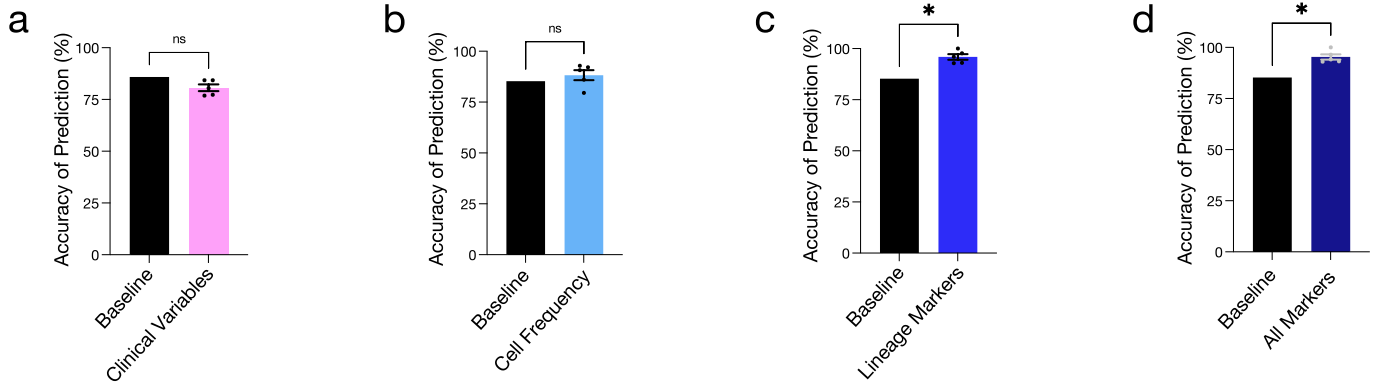 a
Accuracy of Prediction (%)
100
75
50
25
0
ns
Baseline
Clinical Variables
b
Accuracy of Prediction (%)
100
75
50
25
0
ns
Baseline
Cell Frequency
c
Accuracy of Prediction (%)
100
75
50
25
0
*
Baseline
Lineage Markers
d
Accuracy of Prediction (%)
100
75
50
25
0
*
Baseline
All Markers